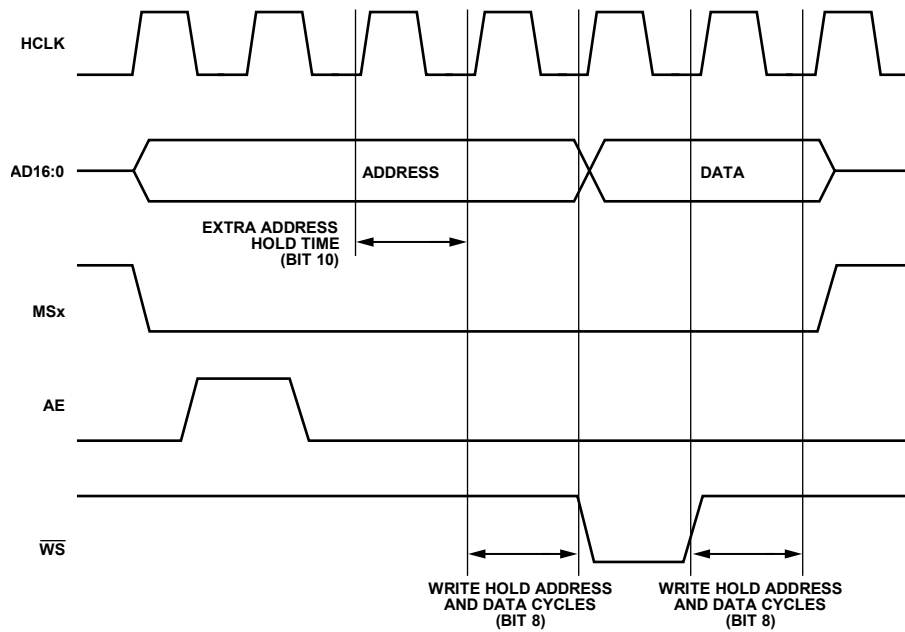 HCLK
AD16:0
ADDRESS
DATA
EXTRA ADDRESS
HOLD TIME
(BIT 10)
MSx
AE
WS
WRITE HOLD ADDRESS
AND DATA CYCLES
(BIT 8)
WRITE HOLD ADDRESS
AND DATA CYCLES
(BIT 8)